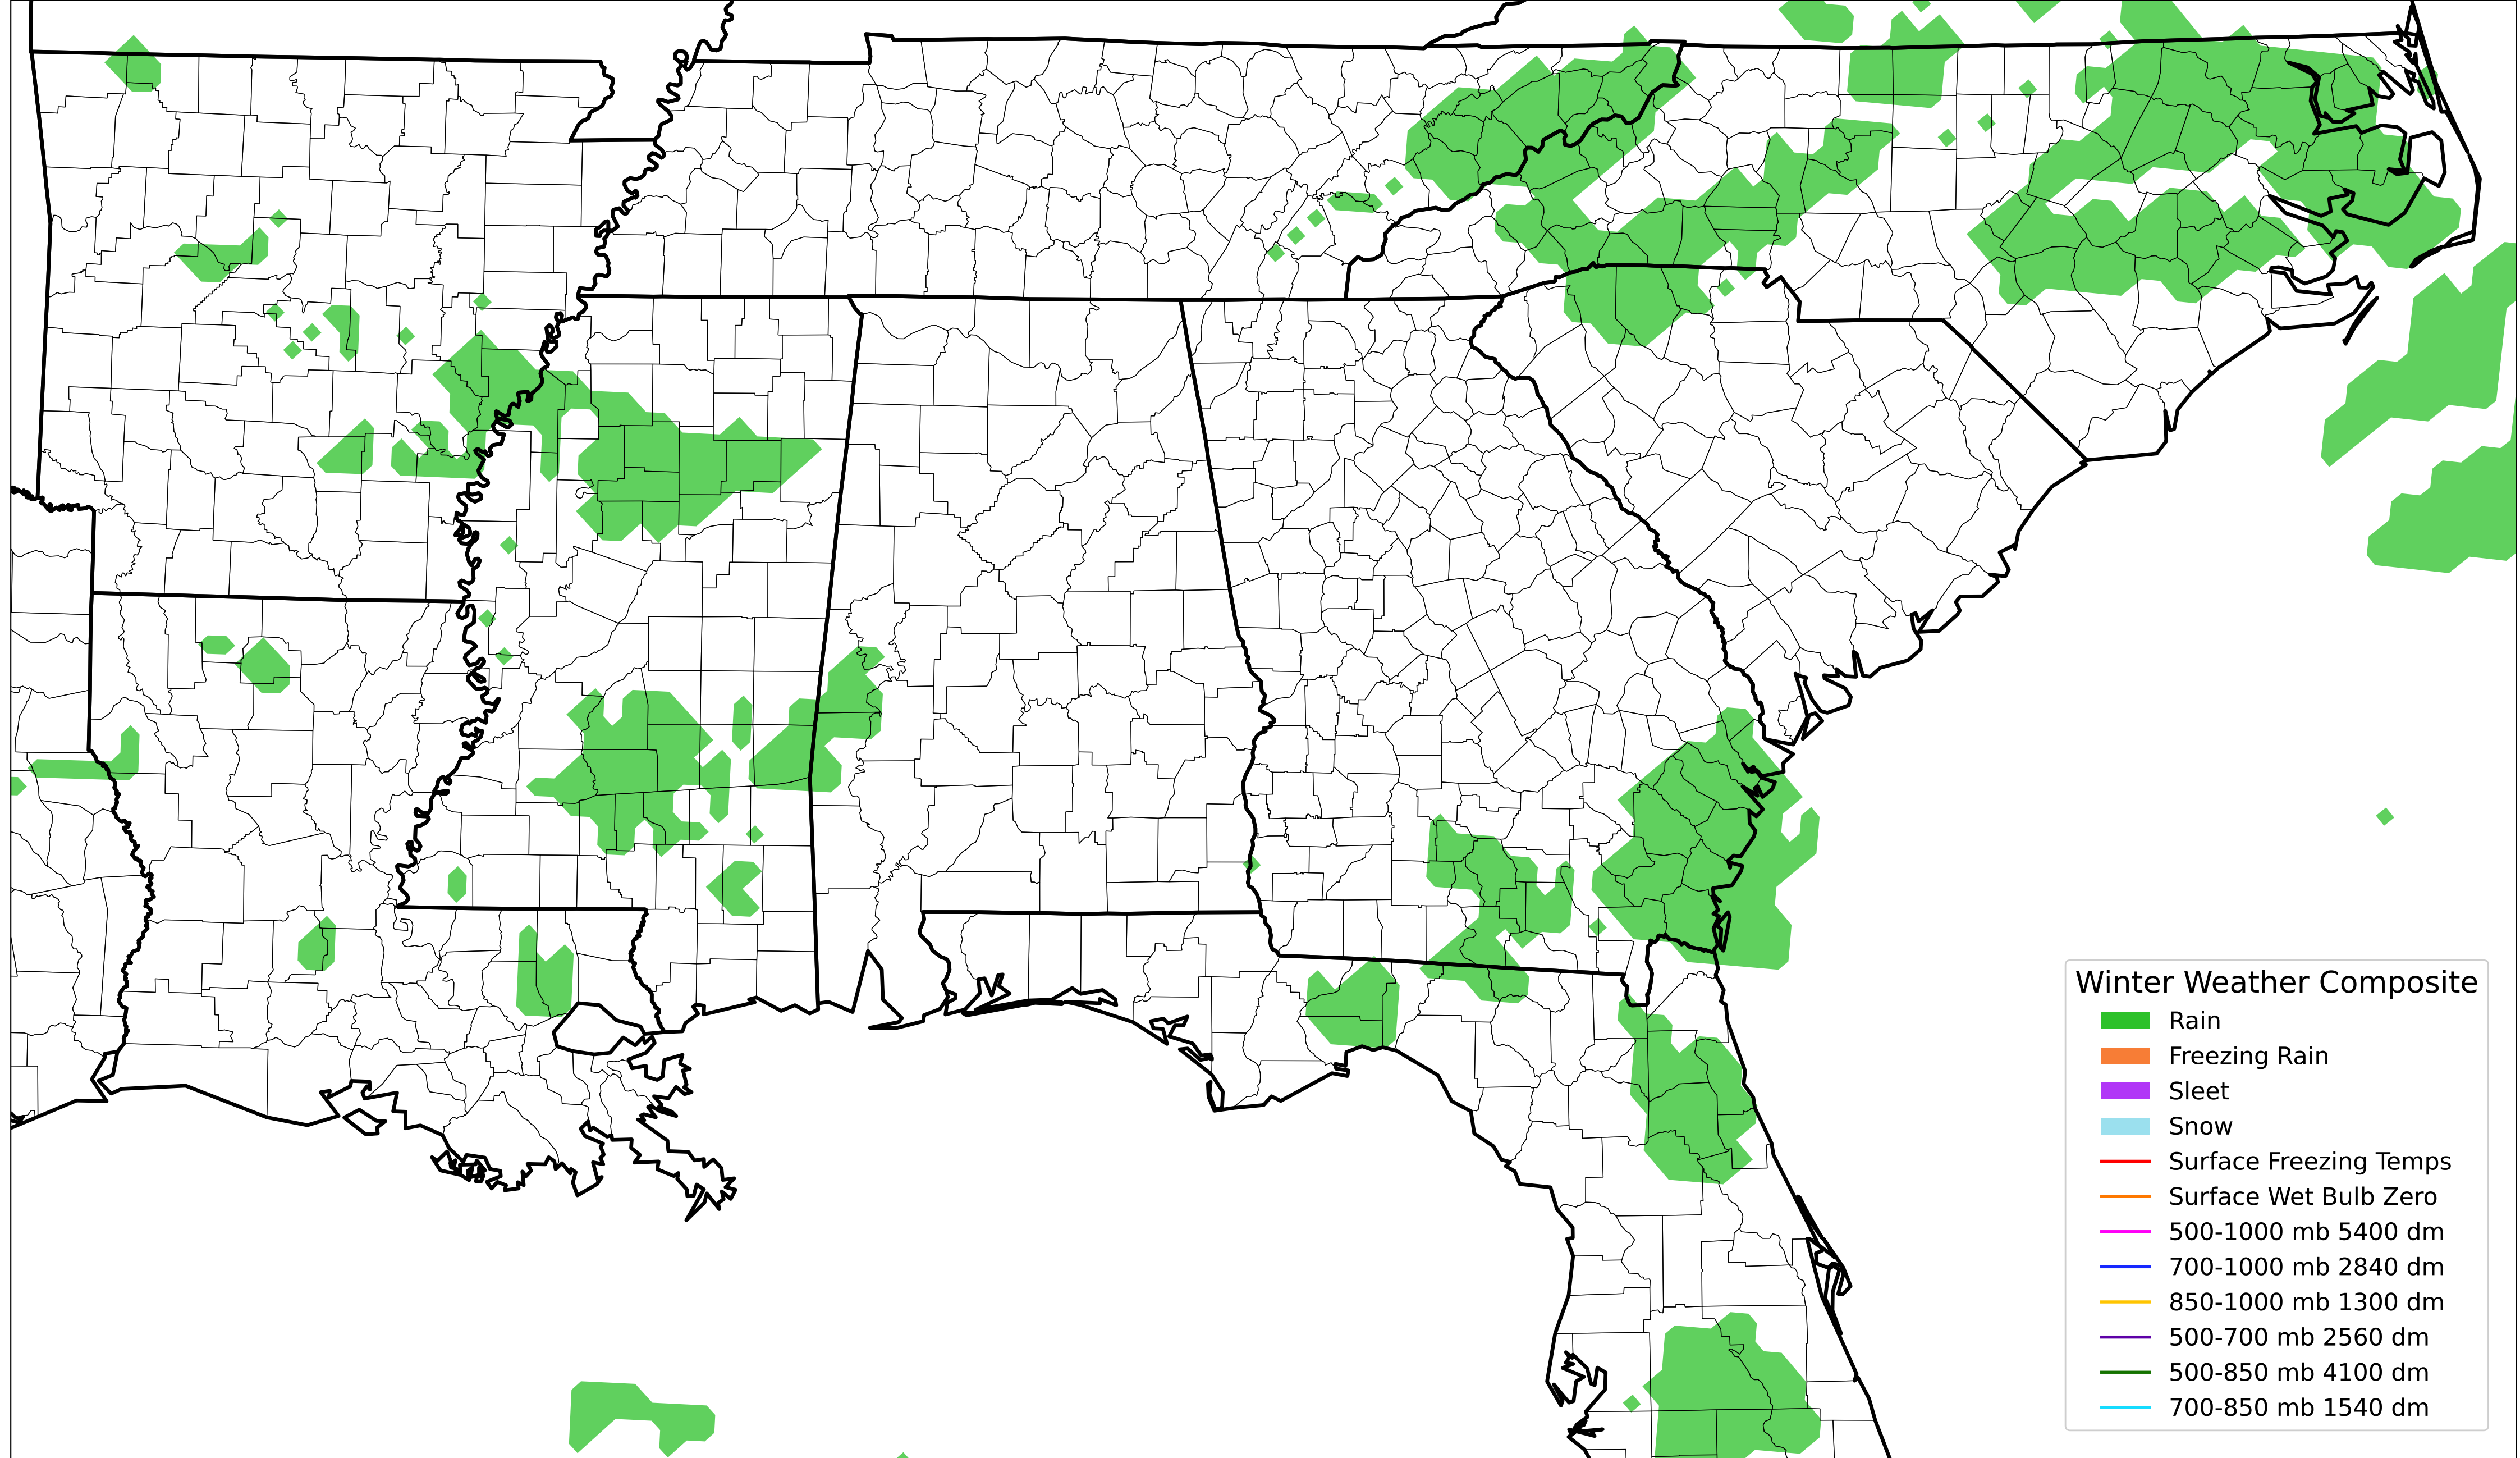 Winter Weather Composite
Rain
Freezing Rain
Sleet
Snow
Surface Freezing Temps
Surface Wet Bulb Zero
500-1000 mb 5400 dm
700-1000 mb 2840 dm
850-1000 mb 1300 dm
500-700 mb 2560 dm
500-850 mb 4100 dm
700-850 mb 1540 dm